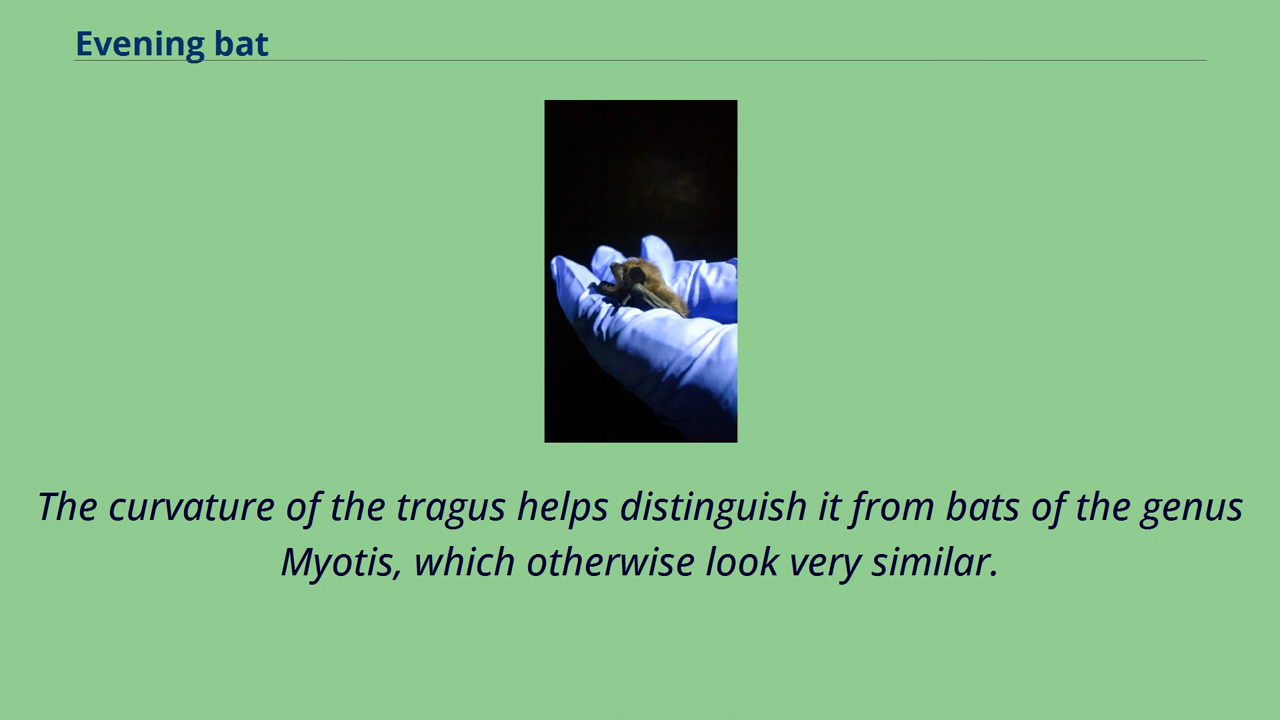 Evening bat
The curvature of the tragus helps distinguish it from bats of the genus
Myotis, which otherwise look very similar.